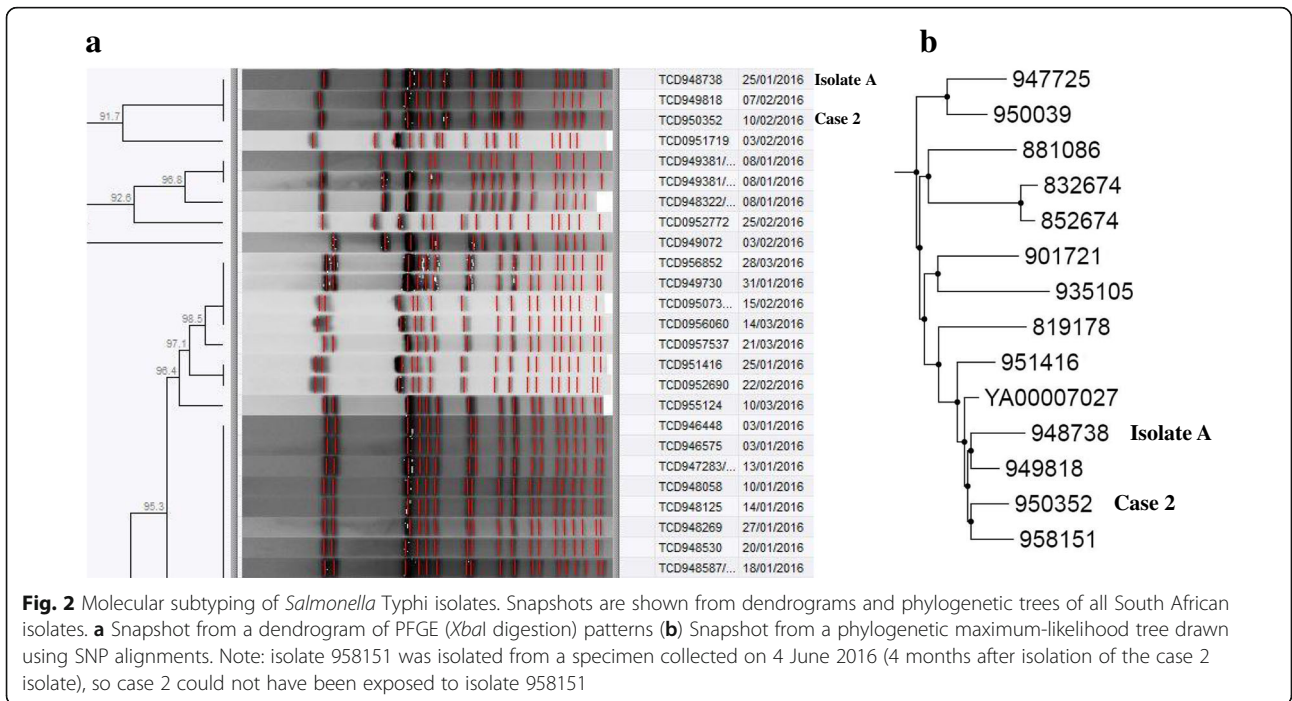 a
b
TCD948738 25/01/2016 Isolate A
TCD949818 07/02/2016
TCD950352 10/02/2016 Case 2
TCD0951719 03/02/2016
TCD949381/... 08/01/2016
TCD949381/... 08/01/2016
TCD948322/... 08/01/2016
TCD0952772 25/02/2016
TCD949072 03/02/2016
TCD956852 28/03/2016
TCD949730 31/01/2016
TCD095073... 15/02/2016
TCD0956060 14/03/2016
TCD0957537 21/03/2016
TCD951416 25/01/2016
TCD0952690 22/02/2016
TCD955124 10/03/2016
TCD946448 03/01/2016
TCD946575 03/01/2016
TCD947283/... 13/01/2016
TCD948058 10/01/2016
TCD948125 14/01/2016
TCD948269 27/01/2016
TCD948530 20/01/2016
TCD948587/... 18/01/2016
91.7
96.8
92.6
98.5
97.1
96.4
95.3
947725
950039
881086
832674
852674
901721
935105
819178
951416
YA00007027
948738 Isolate A
949818
950352 Case 2
958151
Fig. 2 Molecular subtyping of Salmonella Typhi isolates. Snapshots are shown from dendrograms and phylogenetic trees of all South African
isolates. a Snapshot from a dendrogram of PFGE (XbaI digestion) patterns (b) Snapshot from a phylogenetic maximum-likelihood tree drawn
using SNP alignments. Note: isolate 958151 was isolated from a specimen collected on 4 June 2016 (4 months after isolation of the case 2
isolate), so case 2 could not have been exposed to isolate 958151